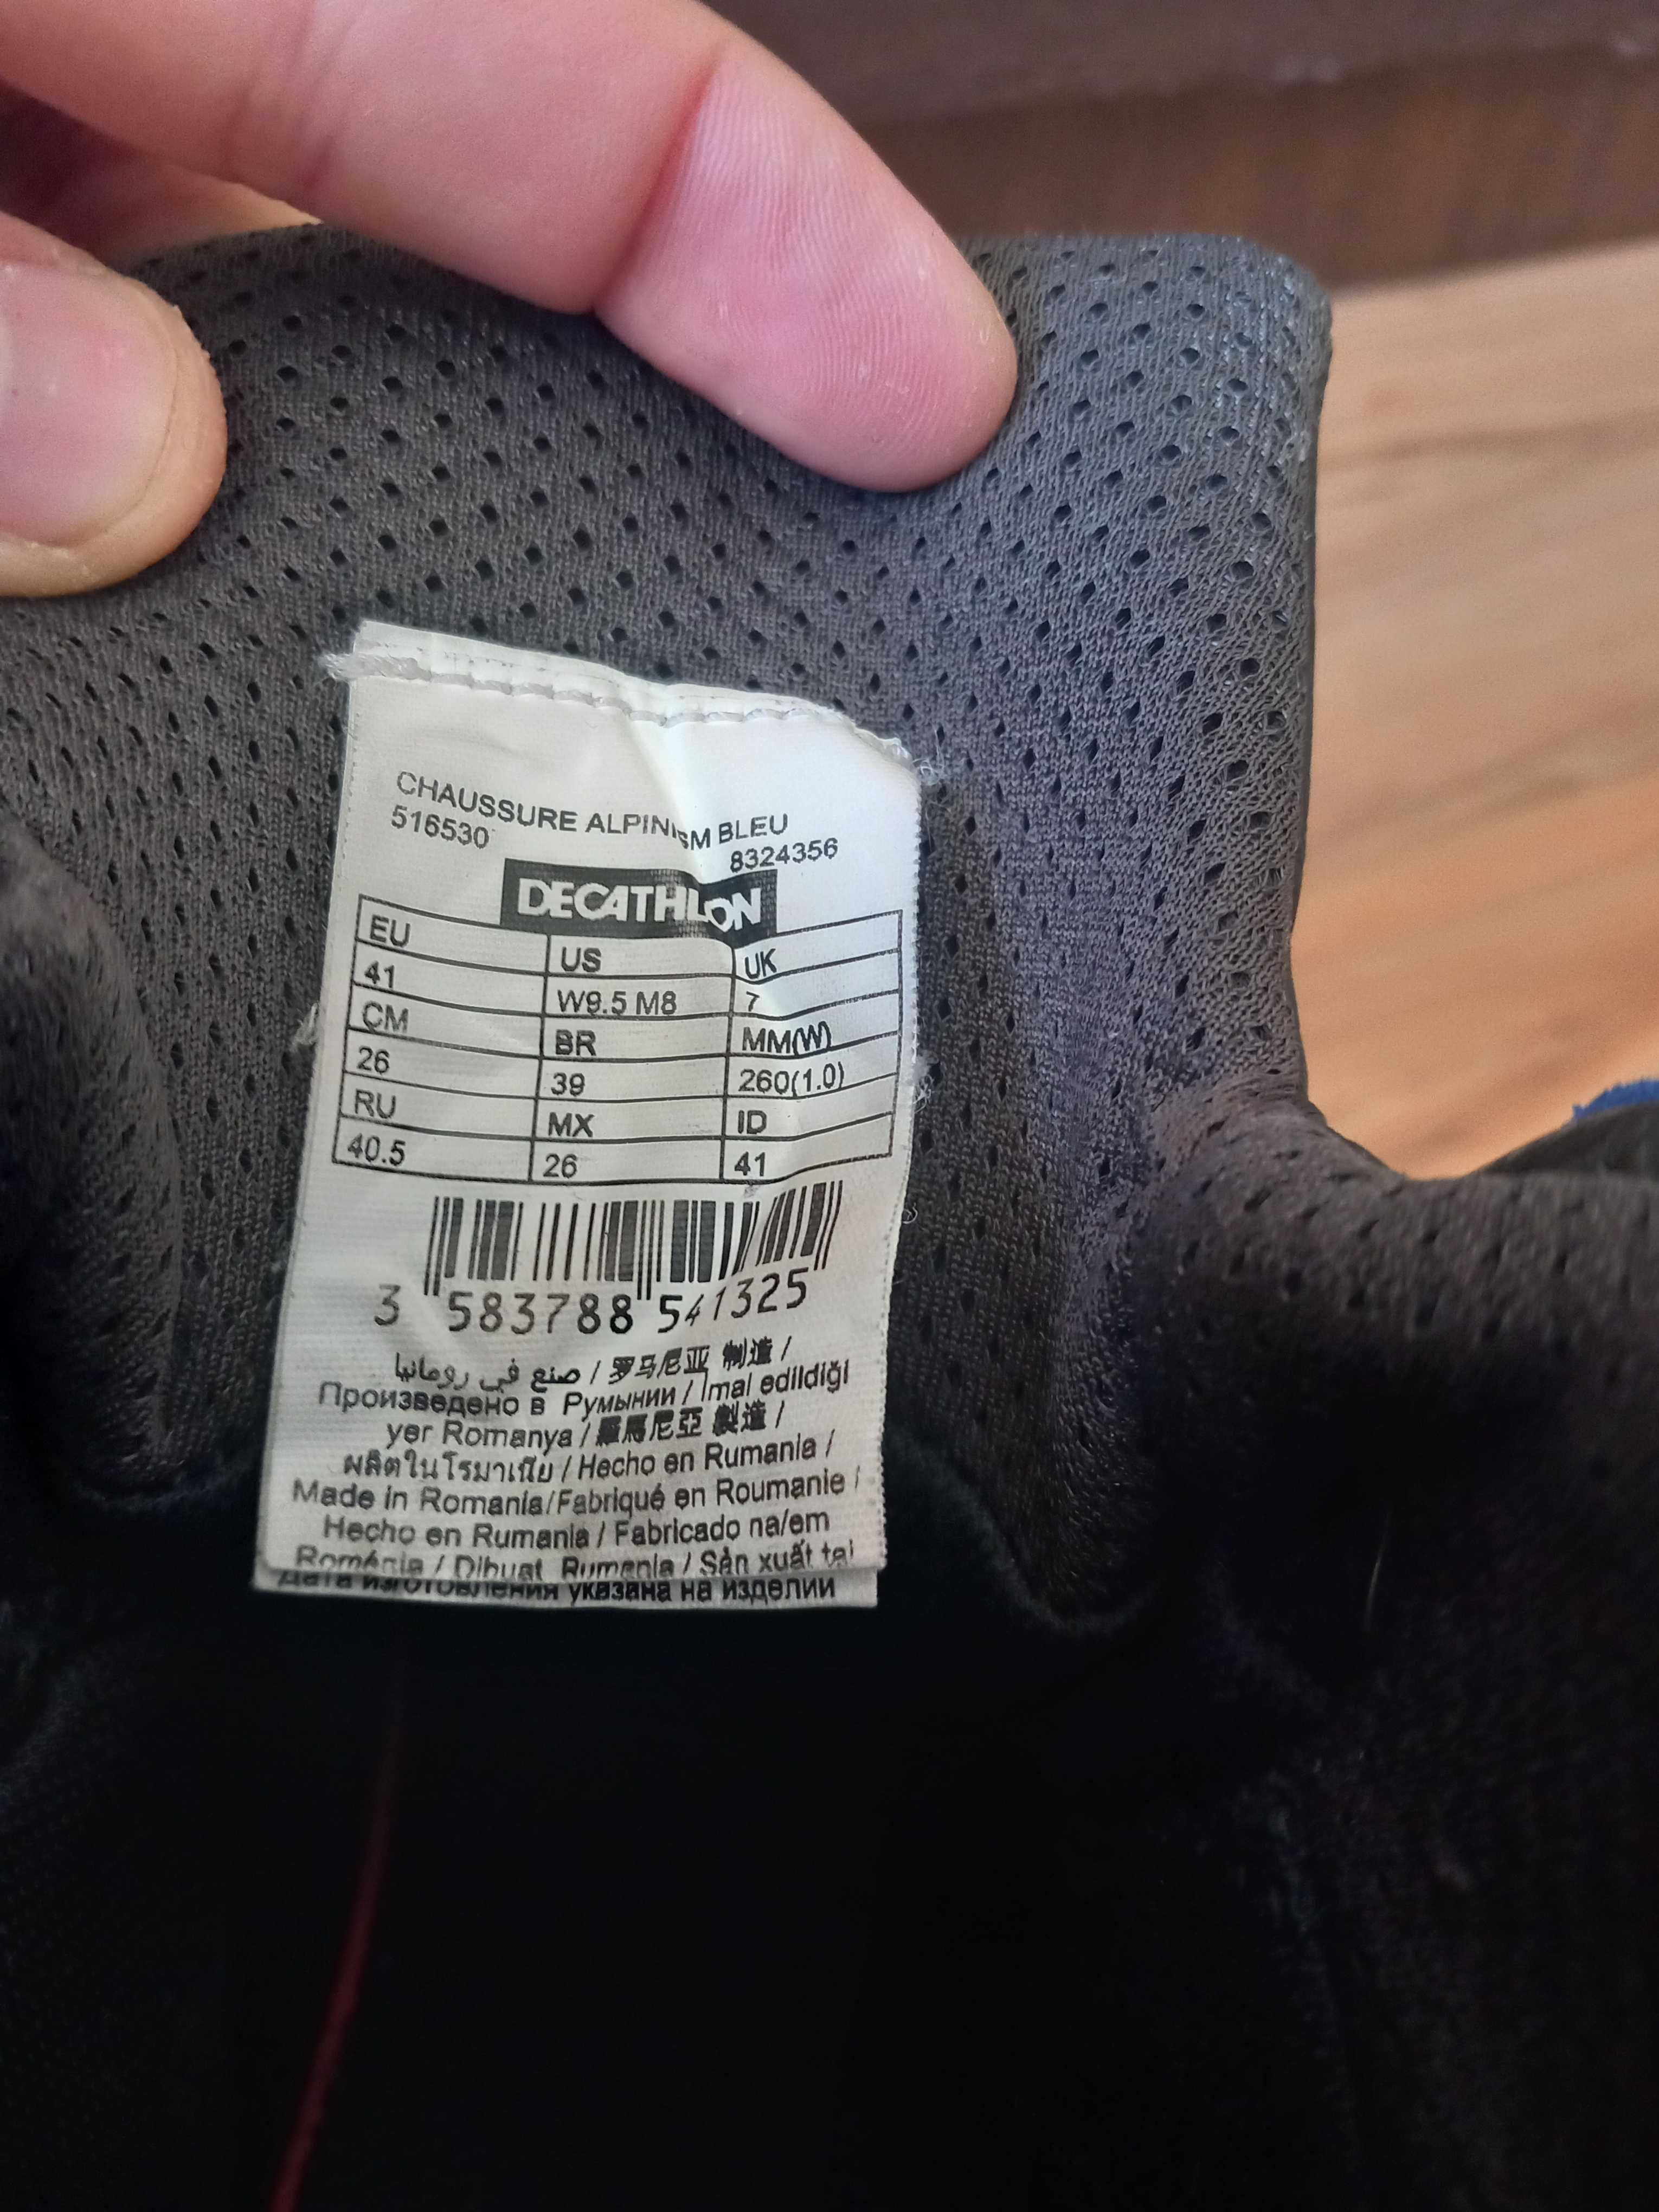 CHAUSSURE ALPINISM BLEU
516530 8324356
DECATHLON
EU US UK
41 W9.5 M8 7
CM BR MM(W)
26 39 260(1.0)
RU MX ID
40.5 26 41
3 583788 541325
صنع في رومانيا / 罗马尼亚 制造 /
Произведено в Румынии / İmal edildiği
yer Romanya / 羅馬尼亞 製造 /
ผลิตในโรมาเนีย / Hecho en Rumania /
Made in Romania/Fabriqué en Roumanie /
Hecho en Rumania / Fabricado na/em
Roménia / Dibuat Rumania / Sản xuất tại
Дата изготовления указана на изделии